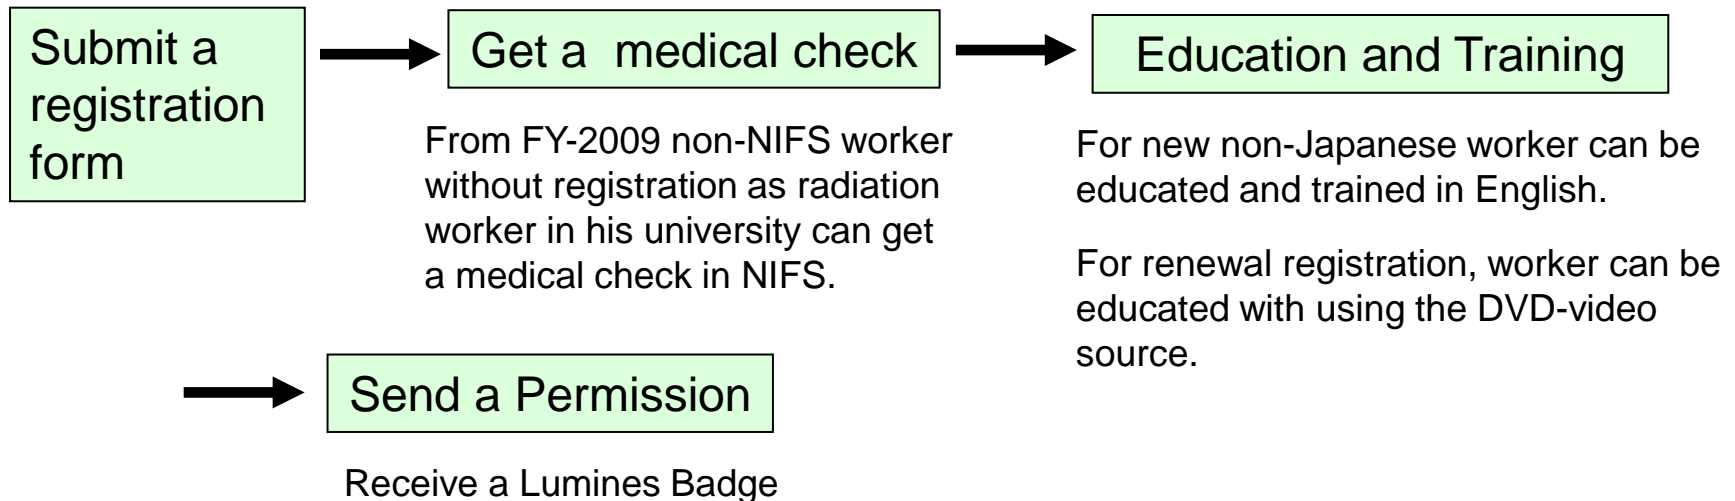 Submit a
registration
form
Get a  medical check
Education and Training
From FY-2009 non-NIFS worker
without registration as radiation
worker in his university can get
a medical check in NIFS.
For new non-Japanese worker can be
educated and trained in English.
For renewal registration, worker can be
educated with using the DVD-video
source.
Send a Permission
Receive a Lumines Badge